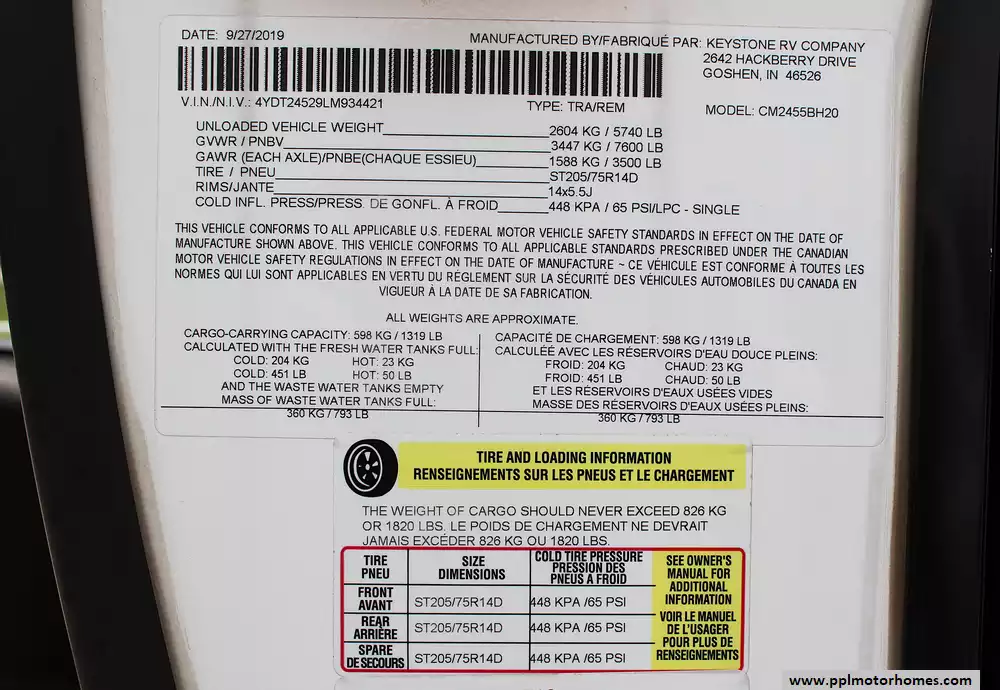 DATE: 9/27/2019
MANUFACTURED BY/FABRIQUÉ PAR: KEYSTONE RV COMPANY
2642 HACKBERRY DRIVE
GOSHEN, IN 46526
V.I.N./N.I.V.: 4YDT24529LM934421
TYPE: TRA/REM
MODEL: CM2455BH20
UNLOADED VEHICLE WEIGHT 2604 KG / 5740 LB
GVWR / PNBV 3447 KG / 7600 LB
GAWR (EACH AXLE)/PNBE(CHAQUE ESSIEU) 1588 KG / 3500 LB
TIRE / PNEU ST205/75R14D
RIMS/JANTE 14x5.5J
COLD INFL. PRESS/PRESS. DE GONFL. À FROID 448 KPA / 65 PSI/LPC - SINGLE
THIS VEHICLE CONFORMS TO ALL APPLICABLE U.S. FEDERAL MOTOR VEHICLE SAFETY STANDARDS IN EFFECT ON THE DATE OF
MANUFACTURE SHOWN ABOVE. THIS VEHICLE CONFORMS TO ALL APPLICABLE STANDARDS PRESCRIBED UNDER THE CANADIAN
MOTOR VEHICLE SAFETY REGULATIONS IN EFFECT ON THE DATE OF MANUFACTURE ~ CE VÉHICULE EST CONFORME À TOUTES LES
NORMES QUI LUI SONT APPLICABLES EN VERTU DU RÉGLEMENT SUR LA SÉCURITÉ DES VÉHICULES AUTOMOBILES DU CANADA EN
VIGUEUR À LA DATE DE SA FABRICATION.
ALL WEIGHTS ARE APPROXIMATE.
CARGO-CARRYING CAPACITY: 598 KG / 1319 LB
CALCULATED WITH THE FRESH WATER TANKS FULL:
COLD: 204 KG HOT: 23 KG
COLD: 451 LB HOT: 50 LB
AND THE WASTE WATER TANKS EMPTY
MASS OF WASTE WATER TANKS FULL:
360 KG / 793 LB
CAPACITÉ DE CHARGEMENT: 598 KG / 1319 LB
CALCULÉE AVEC LES RÉSERVOIRS D'EAU DOUCE PLEINS:
FROID: 204 KG CHAUD: 23 KG
FROID: 451 LB CHAUD: 50 LB
ET LES RÉSERVOIRS D'EAUX USÉES VIDES
MASSE DES RÉSERVOIRS D'EAUX USÉES PLEINS:
360 KG / 793 LB
TIRE AND LOADING INFORMATION
RENSEIGNEMENTS SUR LES PNEUS ET LE CHARGEMENT
THE WEIGHT OF CARGO SHOULD NEVER EXCEED 826 KG
OR 1820 LBS. LE POIDS DE CHARGEMENT NE DEVRAIT
JAMAIS EXCÉDER 826 KG OU 1820 LBS.
TIRE
PNEU
SIZE
DIMENSIONS
COLD TIRE PRESSURE
PRESSION DES
PNEUS A FROID
FRONT
AVANT
ST205/75R14D 448 KPA /65 PSI
REAR
ARRIÈRE
ST205/75R14D 448 KPA /65 PSI
SPARE
DE SECOURS
ST205/75R14D 448 KPA /65 PSI
SEE OWNER'S
MANUAL FOR
ADDITIONAL
INFORMATION
VOIR LE MANUEL
DE L'USAGER
POUR PLUS DE
RENSEIGNEMENTS
www.pplmotorhomes.com